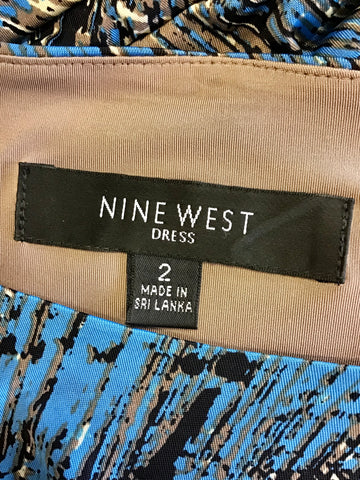 NINE WEST
DRESS
2
MADE IN
SRI LANKA